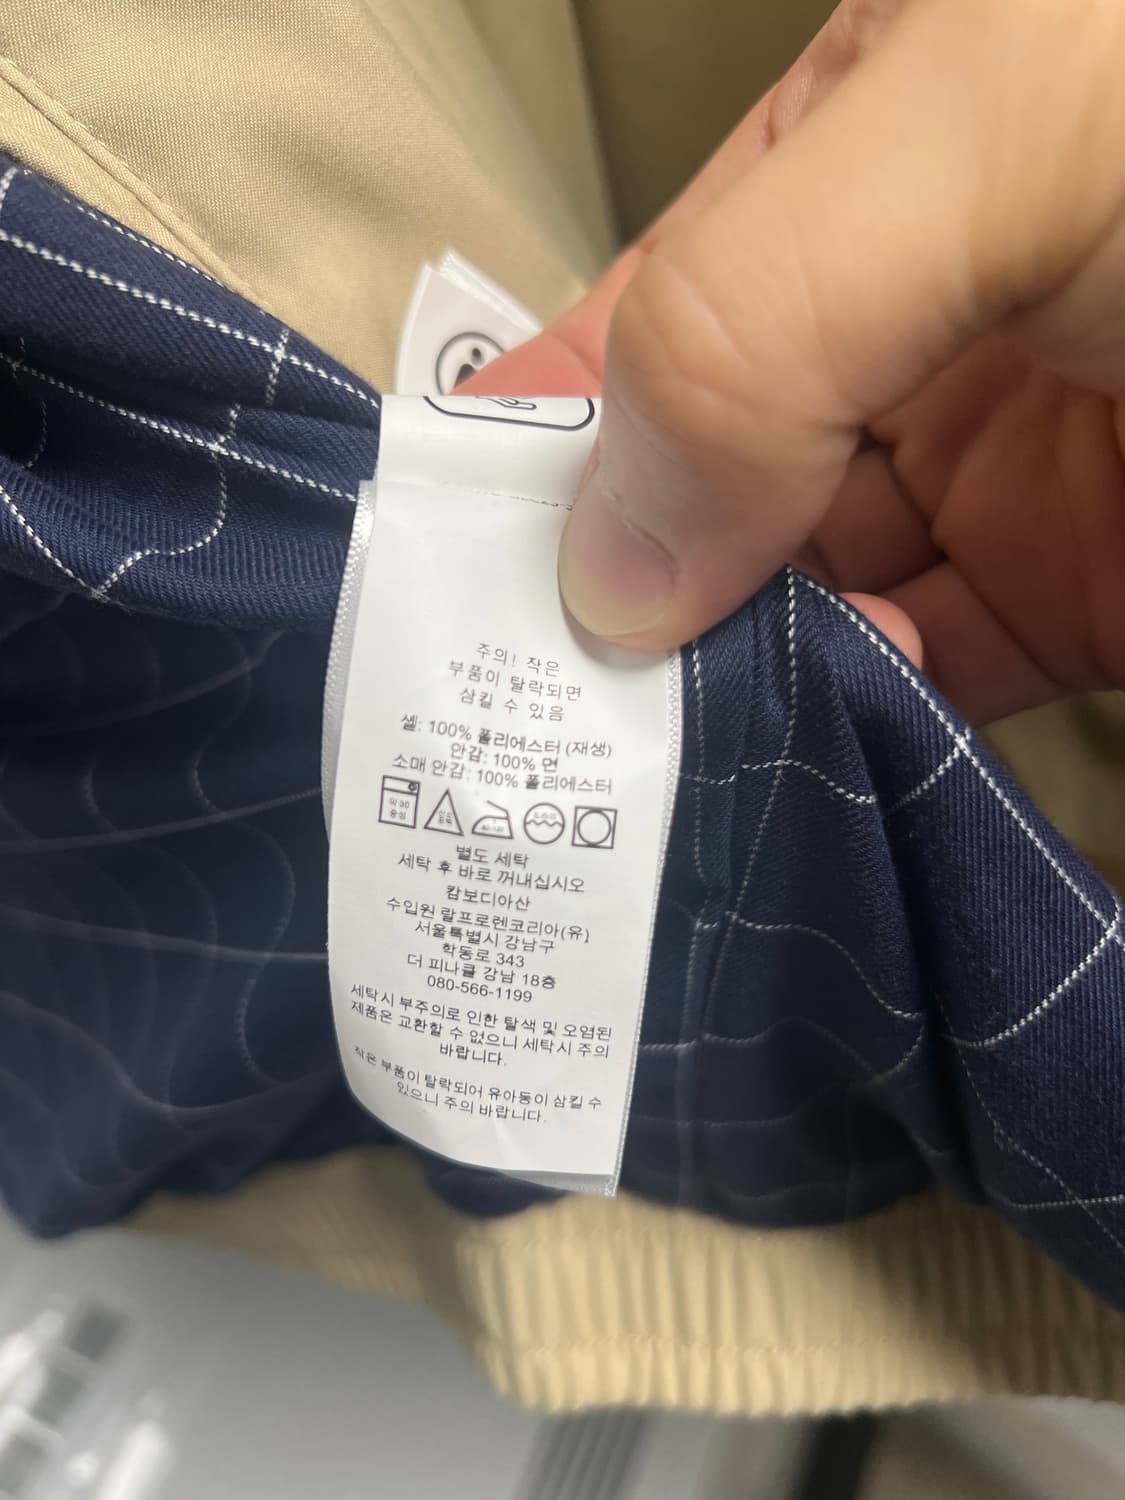 주의! 작은
부품이 탈락되면
삼킬 수 있음
셸: 100% 폴리에스터 (재생)
안감: 100% 면
소매 안감: 100% 폴리에스터
약 30
중성
드라이
별도 세탁
세탁 후 바로 꺼내십시오
캄보디아산
수입원 랄프로렌코리아(유)
서울특별시 강남구
학동로 343
더 피나클 강남 18층
080-566-1199
세탁시 부주의로 인한 탈색 및 오염된
제품은 교환할 수 없으니 세탁시 주의
바랍니다.
작은 부품이 탈락되어 유아동이 삼킬 수
있으니 주의 바랍니다.